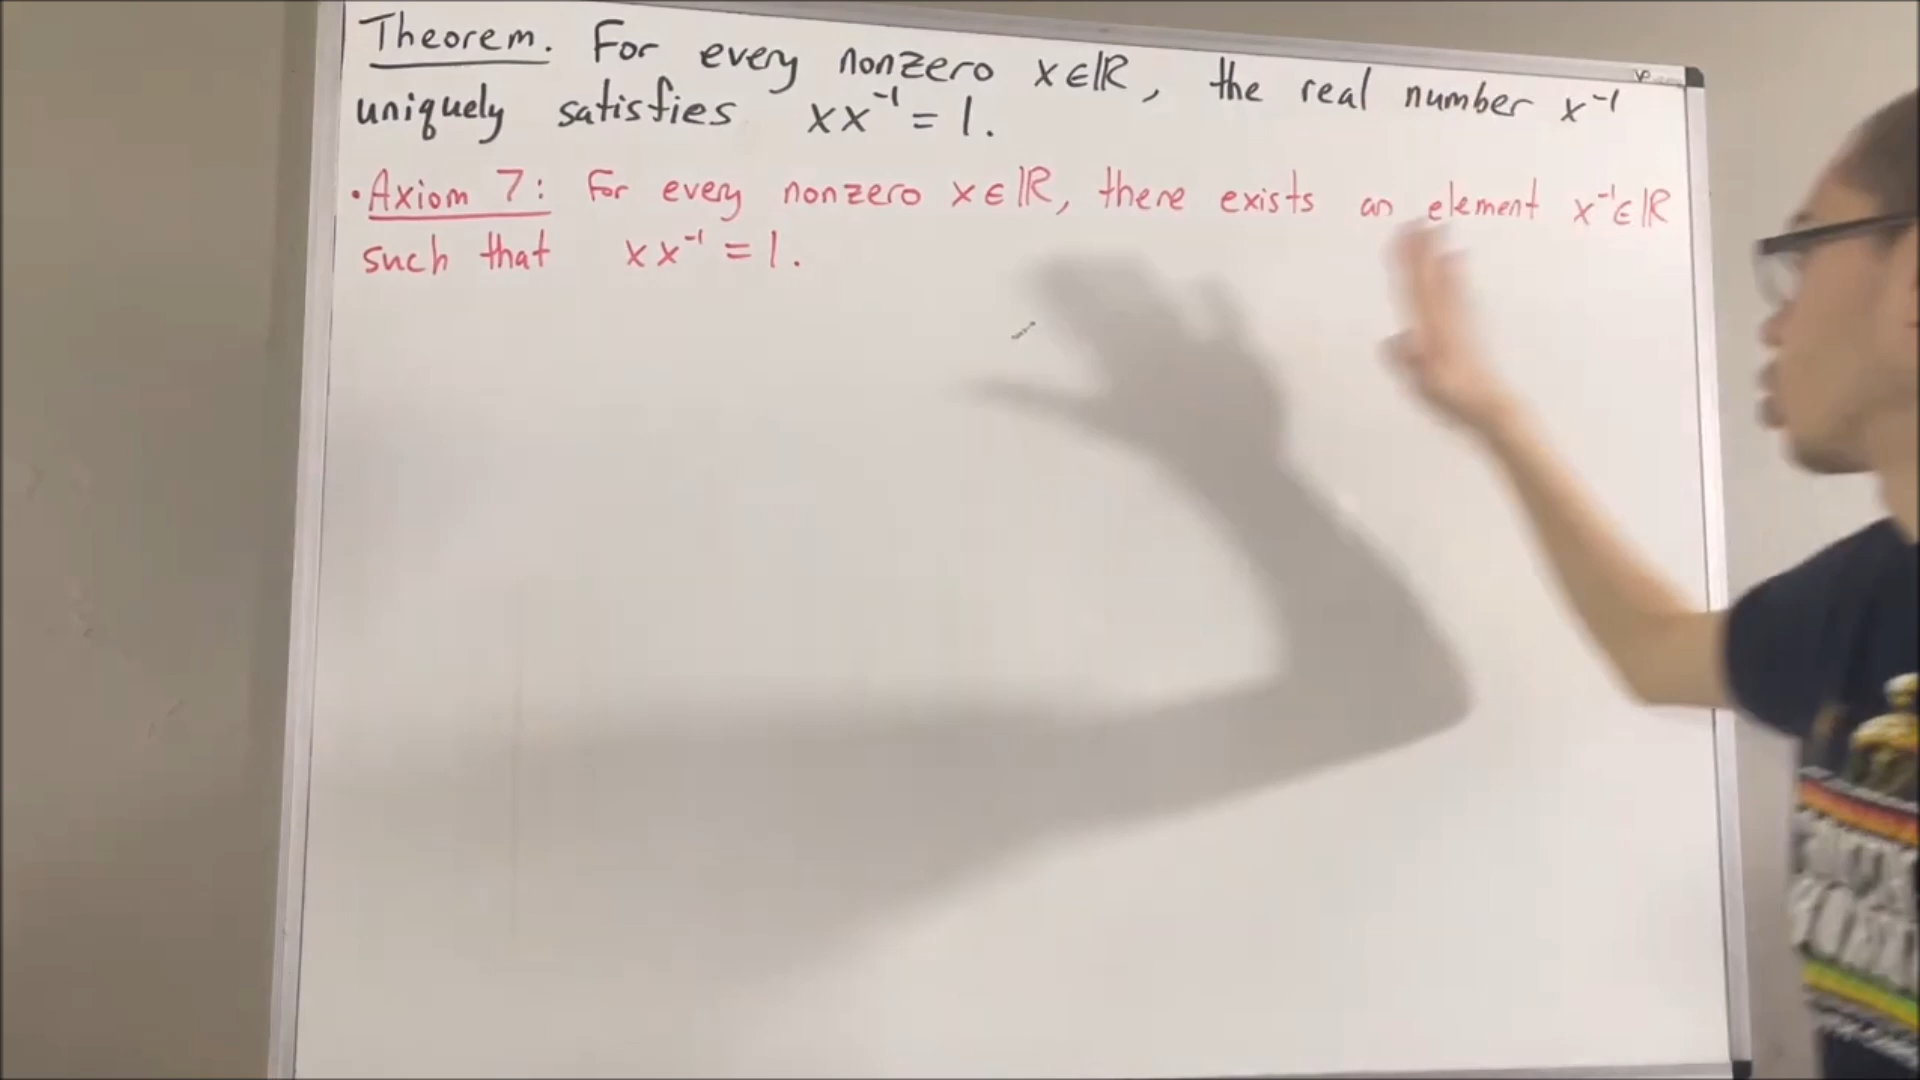 Theorem. For every nonzero x∈ℝ, the real number x⁻¹
uniquely satisfies xx⁻¹ = 1.
• Axiom 7: For every nonzero x∈ℝ, there exists an element x⁻¹∈ℝ
such that xx⁻¹ = 1.